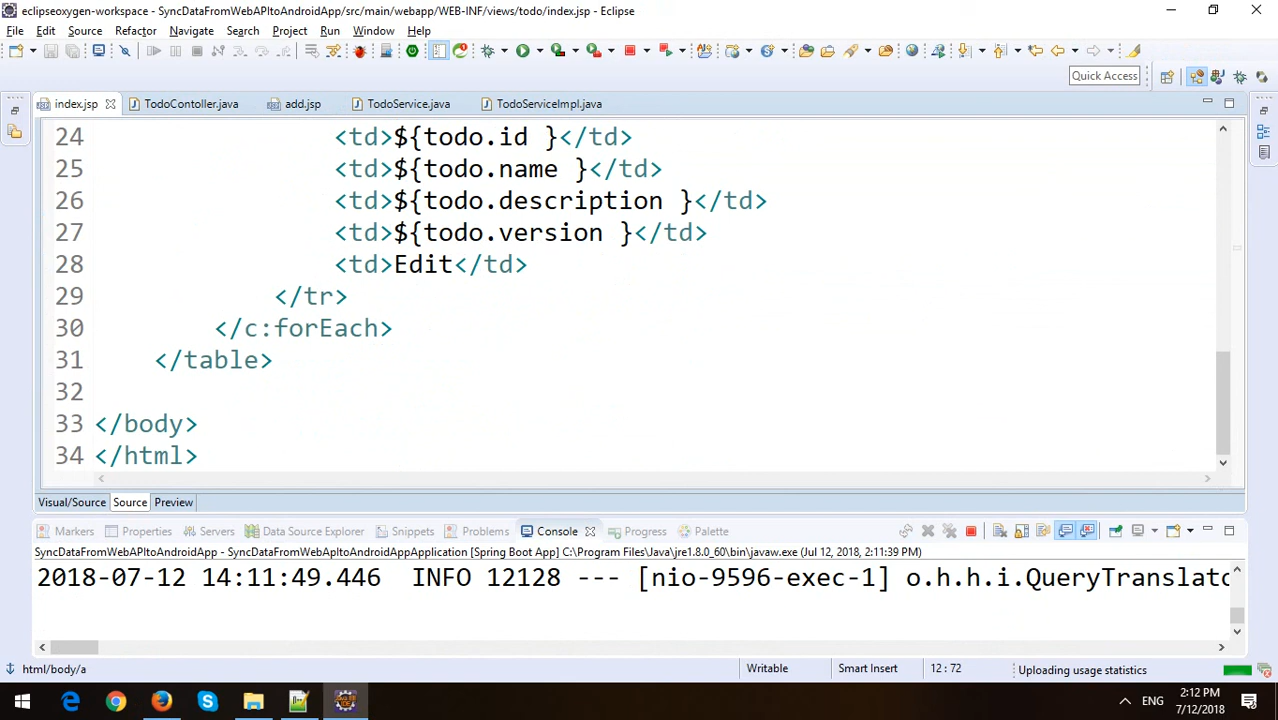 eclipseoxygen-workspace - SyncDataFromWebAPItoAndroidApp/src/main/webapp/WEB-INF/views/todo/index.jsp - Eclipse
File Edit Source Refactor Navigate Search Project Run Window Help
Quick Access
index.jsp TodoContoller.java add.jsp TodoService.java TodoServiceImpl.java
24 <td>${todo.id }</td>
25 <td>${todo.name }</td>
26 <td>${todo.description }</td>
27 <td>${todo.version }</td>
28 <td>Edit</td>
29 </tr>
30 </c:forEach>
31 </table>
32
33 </body>
34 </html>
Visual/Source Source Preview
Markers Properties Servers Data Source Explorer Snippets Problems Console Progress Palette
SyncDataFromWebAPItoAndroidApp - SyncDataFromWebAPItoAndroidAppApplication [Spring Boot App] C:\Program Files\Java\jre1.8.0_60\bin\javaw.exe (Jul 12, 2018, 2:11:39 PM)
2018-07-12 14:11:49.446 INFO 12128 --- [nio-9596-exec-1] o.h.h.i.QueryTranslato
html/body/a Writable Smart Insert 12 : 72 Uploading usage statistics
ENG 2:12 PM
7/12/2018